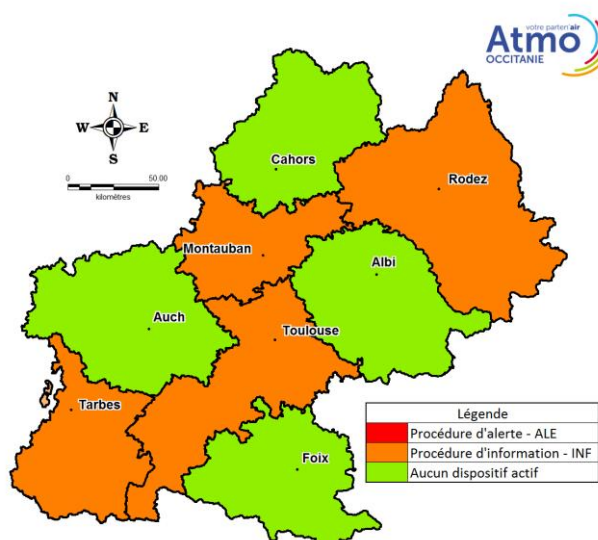 votre parten'air
Atmo
OCCITANIE
N
W E
S
0 50.00
kilomètres
Cahors
Rodez
Montauban
Albi
Auch
Toulouse
Tarbes
Foix
Légende
Procédure d'alerte - ALE
Procédure d'information - INF
Aucun dispositif actif